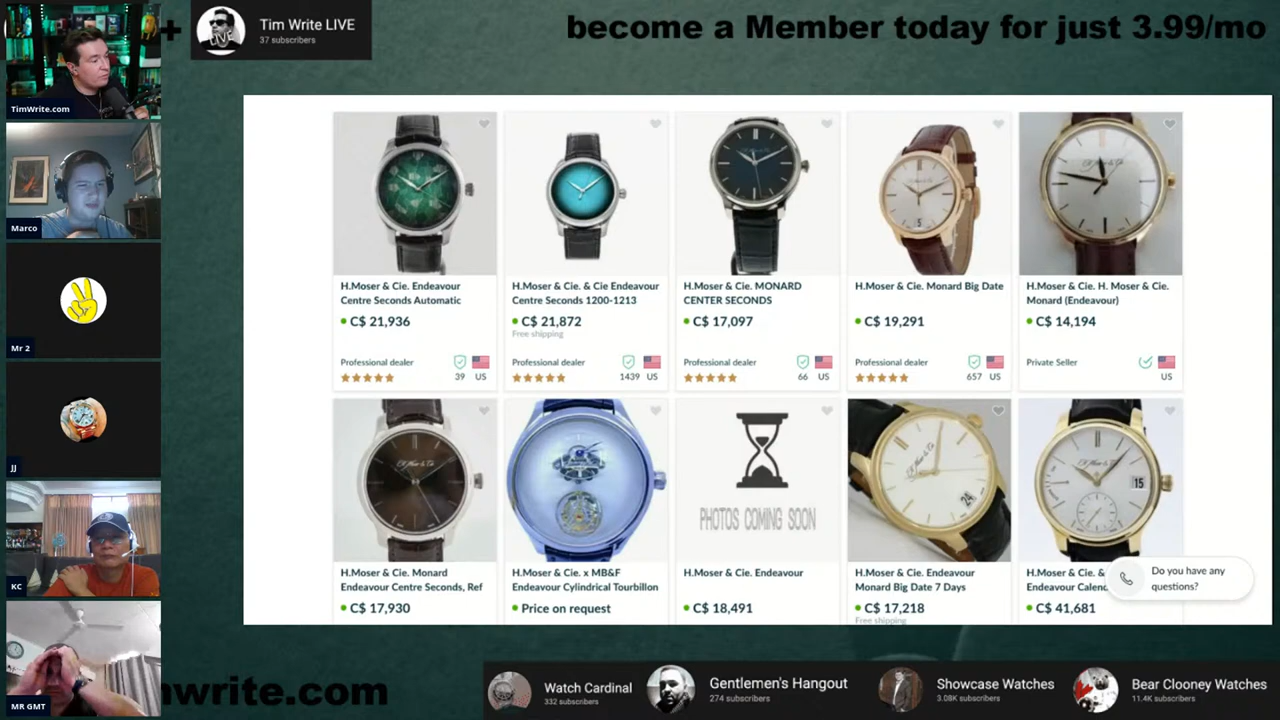 +
Tim Write LIVE
37 subscribers
become a Member today for just 3.99/mo
TimWrite.com
Marco
Mr 2
JJ
KC
MR GMT
H.Moser & Cie. Endeavour
Centre Seconds Automatic
C$ 21,936
Professional dealer
39 US
H.Moser & Cie. & Cie Endeavour
Centre Seconds 1200-1213
C$ 21,872
Free shipping
Professional dealer
1439 US
H.Moser & Cie. MONARD
CENTER SECONDS
C$ 17,097
Professional dealer
66 US
H.Moser & Cie. Monard Big Date
C$ 19,291
Professional dealer
657 US
H.Moser & Cie. H. Moser & Cie.
Monard (Endeavour)
C$ 14,194
Private Seller
US
H.Moser & Cie. Monard
Endeavour Centre Seconds, Ref
C$ 17,930
H.Moser & Cie. x MB&F
Endeavour Cylindrical Tourbillon
Price on request
PHOTOS COMING SOON
H.Moser & Cie. Endeavour
C$ 18,491
24
H.Moser & Cie. Endeavour
Monard Big Date 7 Days
C$ 17,218
Free shipping
15
H.Moser & Cie. &
Endeavour Calend
C$ 41,681
Do you have any
questions?
nwrite.com
Watch Cardinal
332 subscribers
Gentlemen's Hangout
274 subscribers
Showcase Watches
3.08K subscribers
Bear Clooney Watches
11.4K subscribers